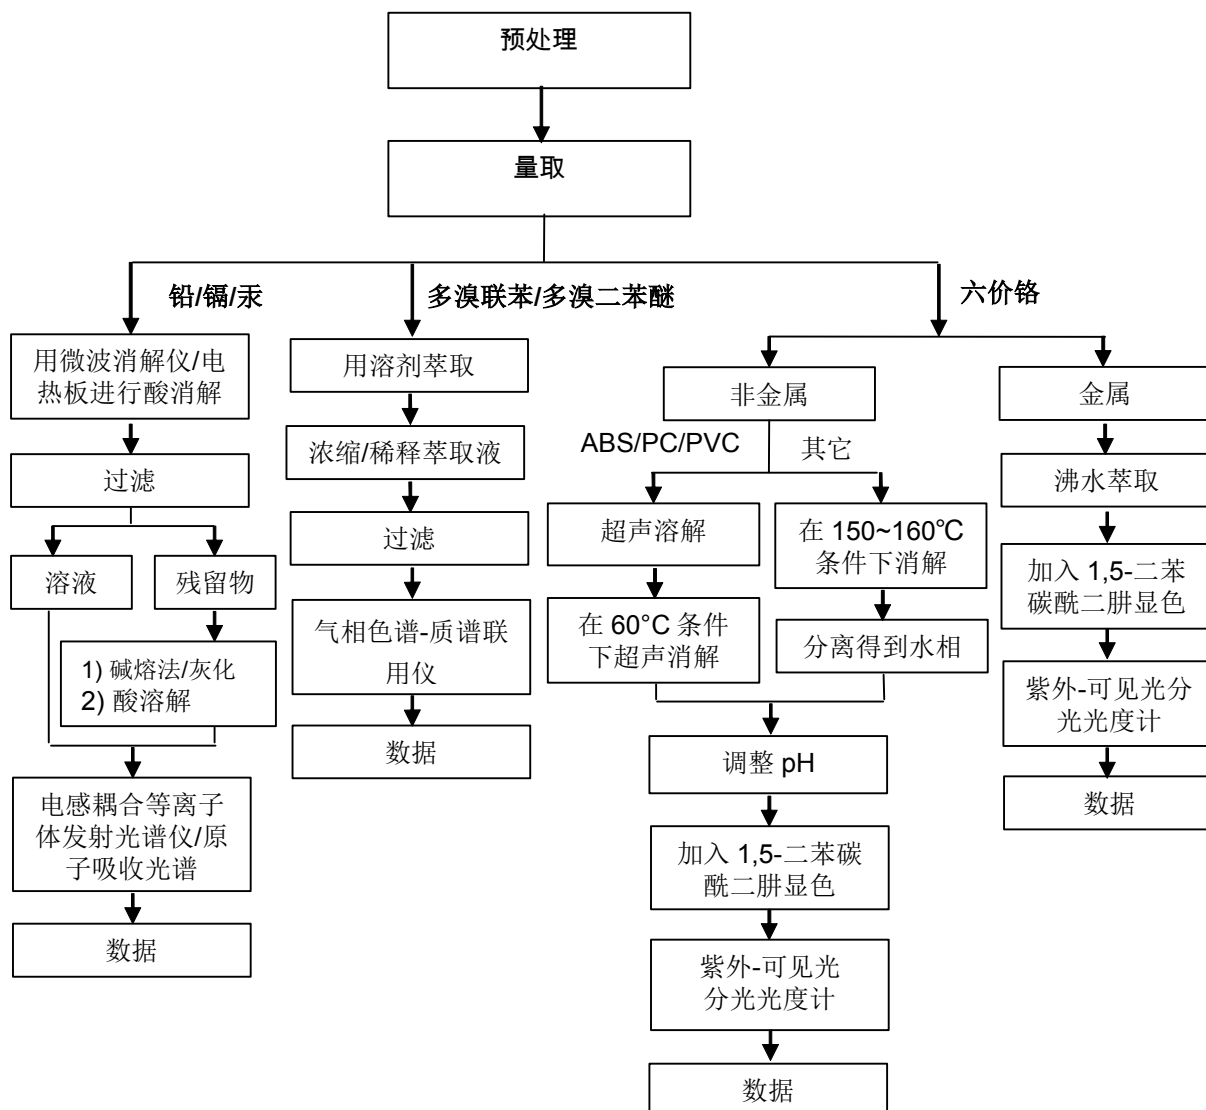 预处理
量取
铅/镉/汞
多溴联苯/多溴二苯醚
六价铬
用微波消解仪/电
热板进行酸消解
过滤
溶液
残留物
1) 碱熔法/灰化
2) 酸溶解
电感耦合等离子
体发射光谱仪/原
子吸收光谱
数据
用溶剂萃取
浓缩/稀释萃取液
过滤
气相色谱-质谱联
用仪
数据
非金属
ABS/PC/PVC
其它
超声溶解
在 60°C 条件
下超声消解
在 150~160℃
条件下消解
分离得到水相
调整 pH
加入 1,5-二苯碳
酰二肼显色
紫外-可见光
分光光度计
数据
金属
沸水萃取
加入 1,5-二苯
碳酰二肼显色
紫外-可见光分
光光度计
数据